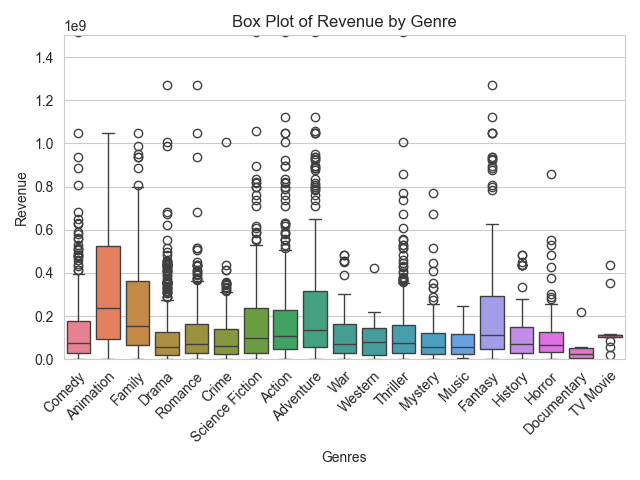 Box Plot of Revenue by Genre
1e9
1.4
1.2
1.0
0.8
0.6
0.4
0.2
0.0
Revenue
Comedy
Animation
Family
Drama
Romance
Crime
Science Fiction
Action
Adventure
War
Western
Thriller
Mystery
Music
Fantasy
History
Horror
Documentary
TV Movie
Genres